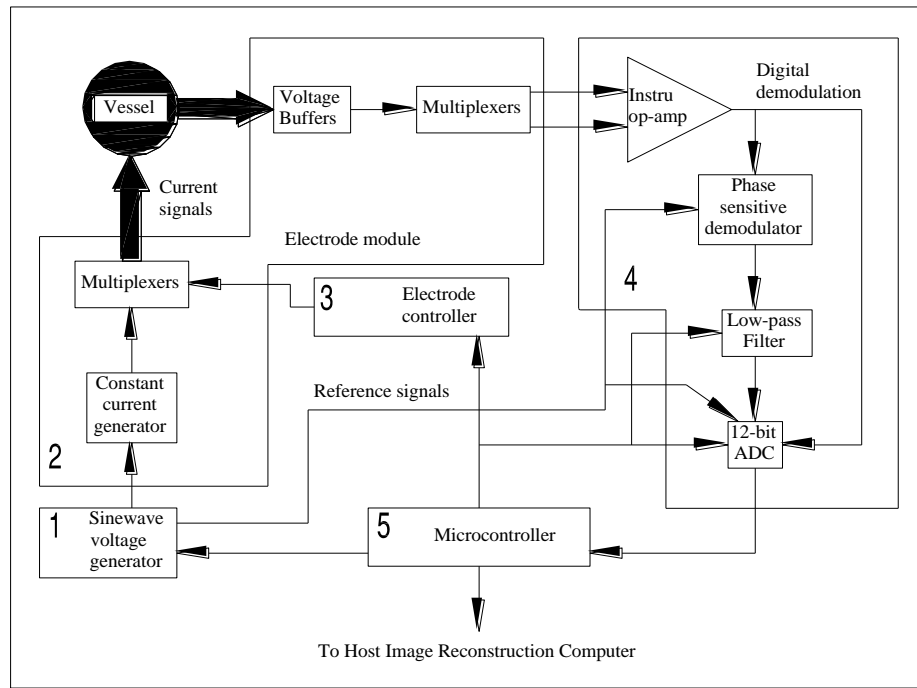 Vessel
Voltage
Buffers
Multiplexers
Instru
op-amp
Digital
demodulation
Current
signals
Phase
sensitive
demodulator
Electrode module
Multiplexers
3
Electrode
controller
4
Low-pass
Filter
Constant
current
generator
Reference signals
12-bit
ADC
2
1
Sinewave
voltage
generator
5
Microcontroller
To Host Image Reconstruction Computer